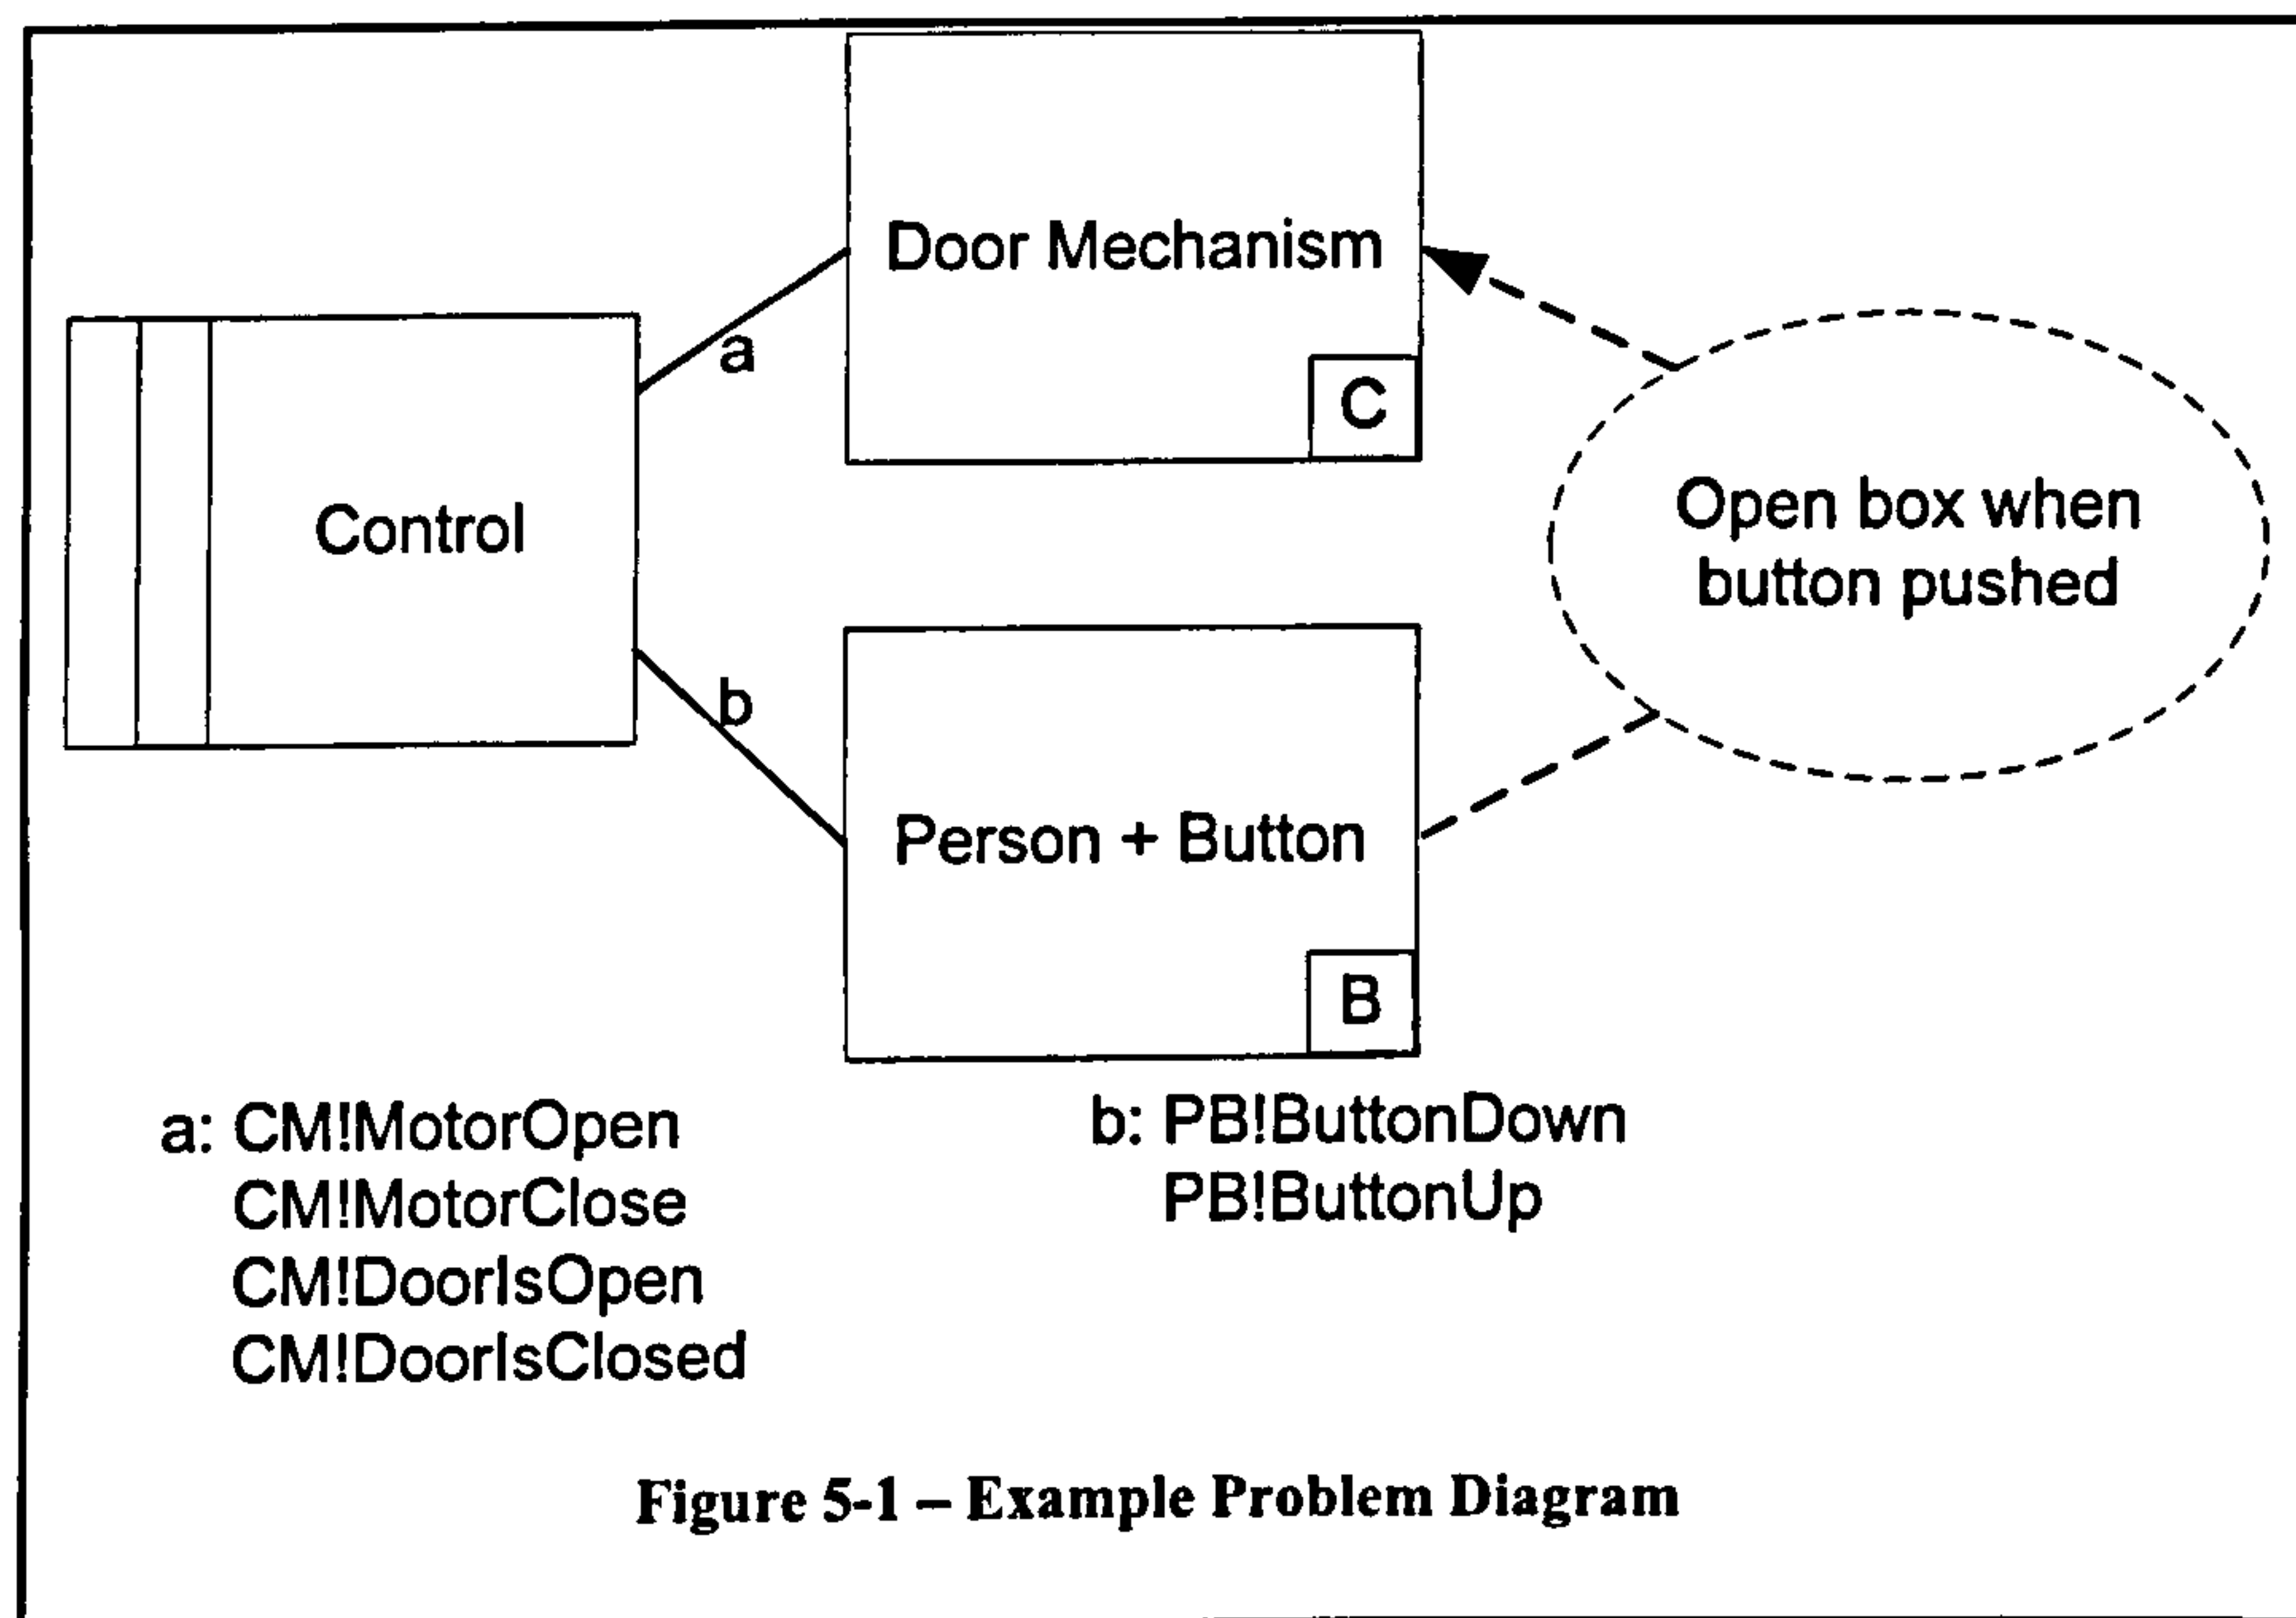 Door Mechanism
C
a
Control
Open box when
button pushed
b
Person + Button
B
a: CM!MotorOpen
CM!MotorClose
CM!DoorIsOpen
CM!DoorIsClosed
b: PB!ButtonDown
PB!ButtonUp
Figure 5-1 – Example Problem Diagram